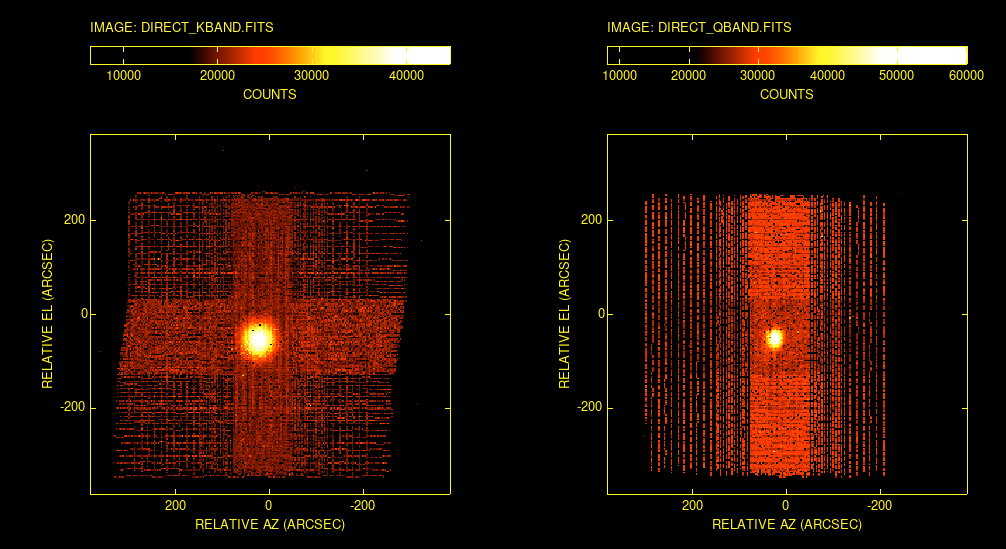 IMAGE: DIRECT_KBAND.FITS
10000 20000 30000 40000
COUNTS
200
0
-200
RELATIVE EL (ARCSEC)
200 0 -200
RELATIVE AZ (ARCSEC)
IMAGE: DIRECT_QBAND.FITS
10000 20000 30000 40000 50000 60000
COUNTS
200
0
-200
RELATIVE EL (ARCSEC)
200 0 -200
RELATIVE AZ (ARCSEC)